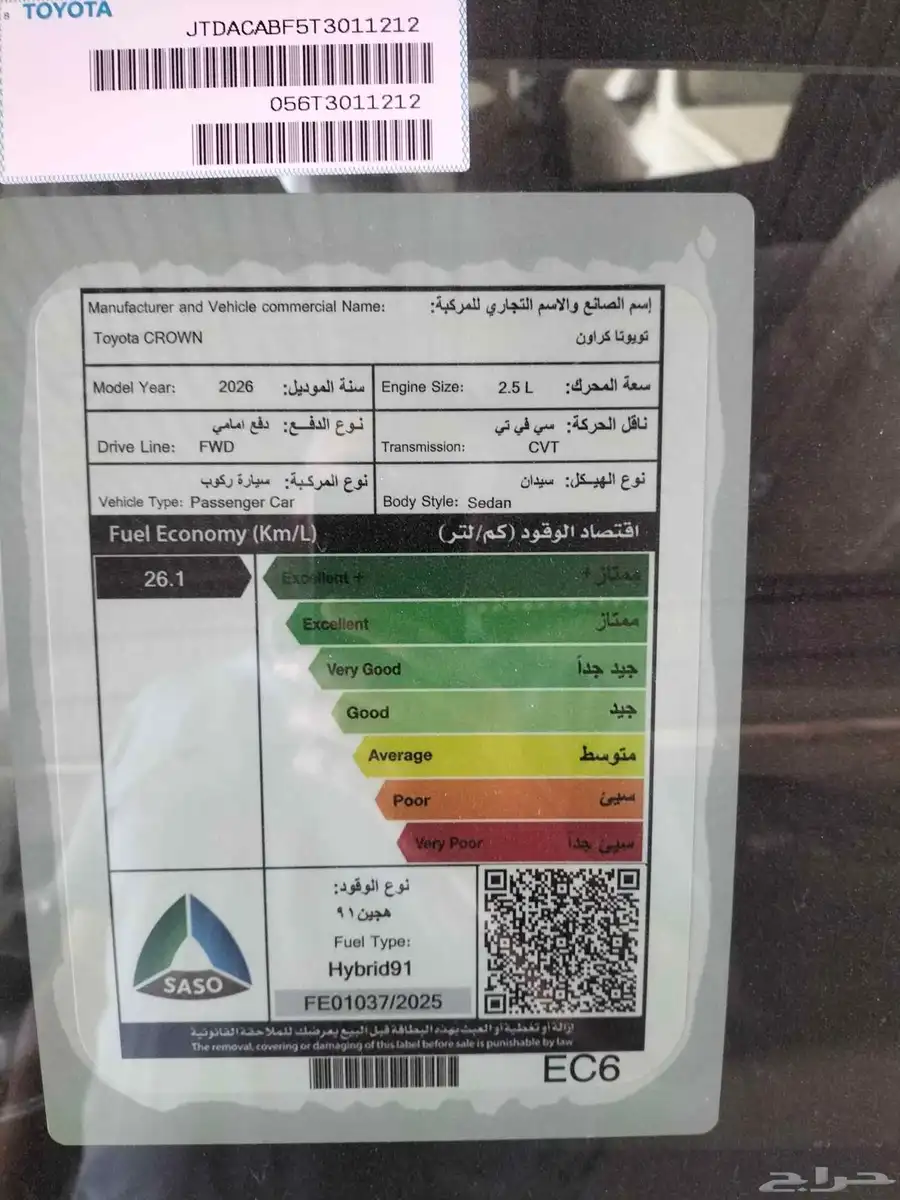 TOYOTA
JTDACABF5T3011212
056T3011212
Manufacturer and Vehicle commercial Name: إسم الصانع والاسم التجاري للمركبة:
Toyota CROWN تويوتا كراون
Model Year: 2026 سنة الموديل:
Engine Size: 2.5 L سعة المحرك:
نوع الدفع: دفع امامي
Drive Line: FWD
ناقل الحركة: سي في تي
Transmission: CVT
نوع المركبة: سيارة ركوب
Vehicle Type: Passenger Car
نوع الهيكل: سيدان
Body Style: Sedan
Fuel Economy (Km/L) اقتصاد الوقود (كم/لتر)
26.1
Excellent + ممتاز+
Excellent ممتاز
Very Good جيد جداً
Good جيد
Average متوسط
Poor سيئ
Very Poor سيئ جداً
SASO
نوع الوقود:
هجين ٩١
Fuel Type:
Hybrid91
FE01037/2025
إزالة أو تغطية أو العبث بهذه البطاقة قبل البيع يعرضك للملاحقة القانونية
The removal, covering or damaging of this label before sale is punishable by law
EC6
حراج